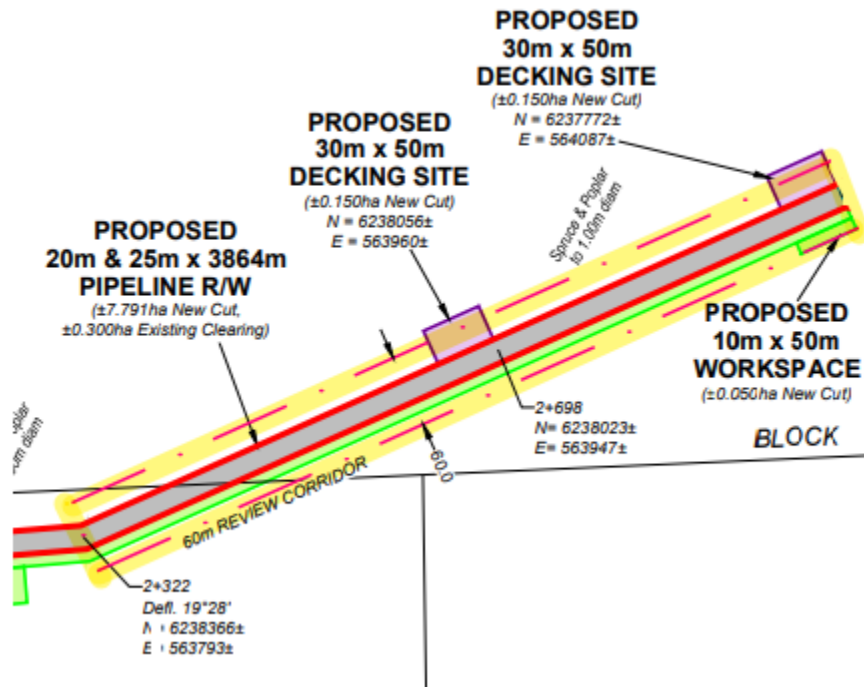 PROPOSED
30m x 50m
DECKING SITE
(±0.150ha New Cut)
N = 6237772±
E = 564087±
PROPOSED
30m x 50m
DECKING SITE
(±0.150ha New Cut)
N = 6238056±
E = 563960±
Spruce & Poplar
to 1.00m diam
PROPOSED
20m & 25m x 3864m
PIPELINE R/W
(±7.791ha New Cut,
±0.300ha Existing Clearing)
PROPOSED
10m x 50m
WORKSPACE
(±0.050ha New Cut)
diam
2+698
N= 6238023±
E= 563947±
BLOCK
60.0
60m REVIEW CORRIDOR
2+322
Defl. 19°28'
N = 6238366±
E = 563793±